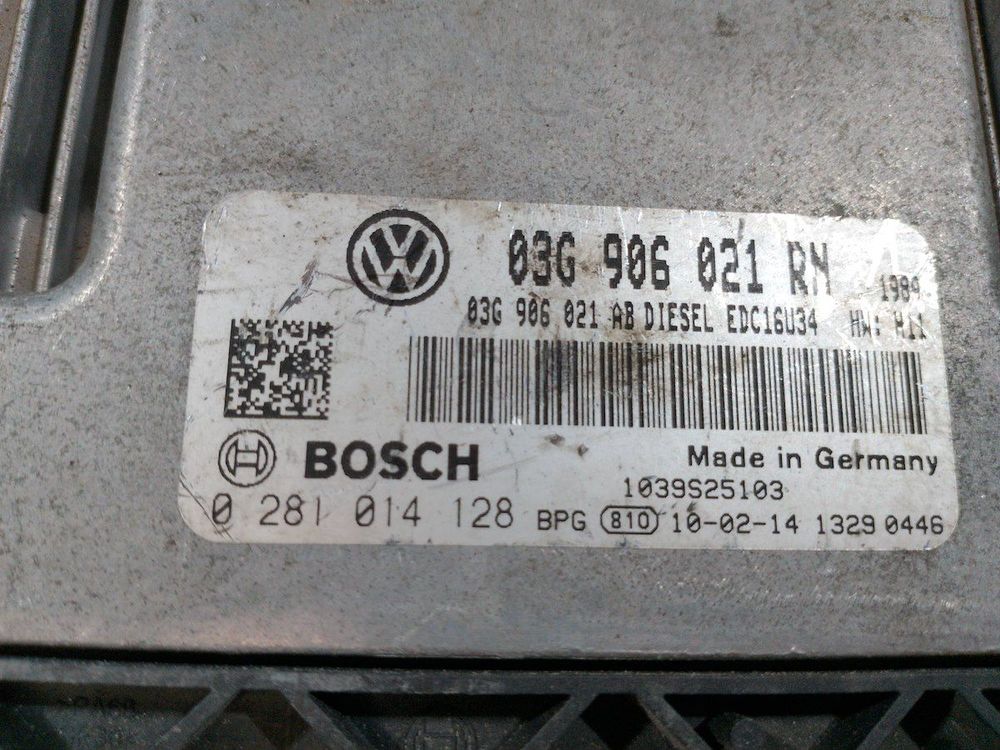 03G 906 021
1989
03G 906 021 AB DIESEL EDC16U34 HW: H11
BOSCH
Made in Germany
1039S25103
0 281 014 128 BPG 810 10-02-14 1329 0446